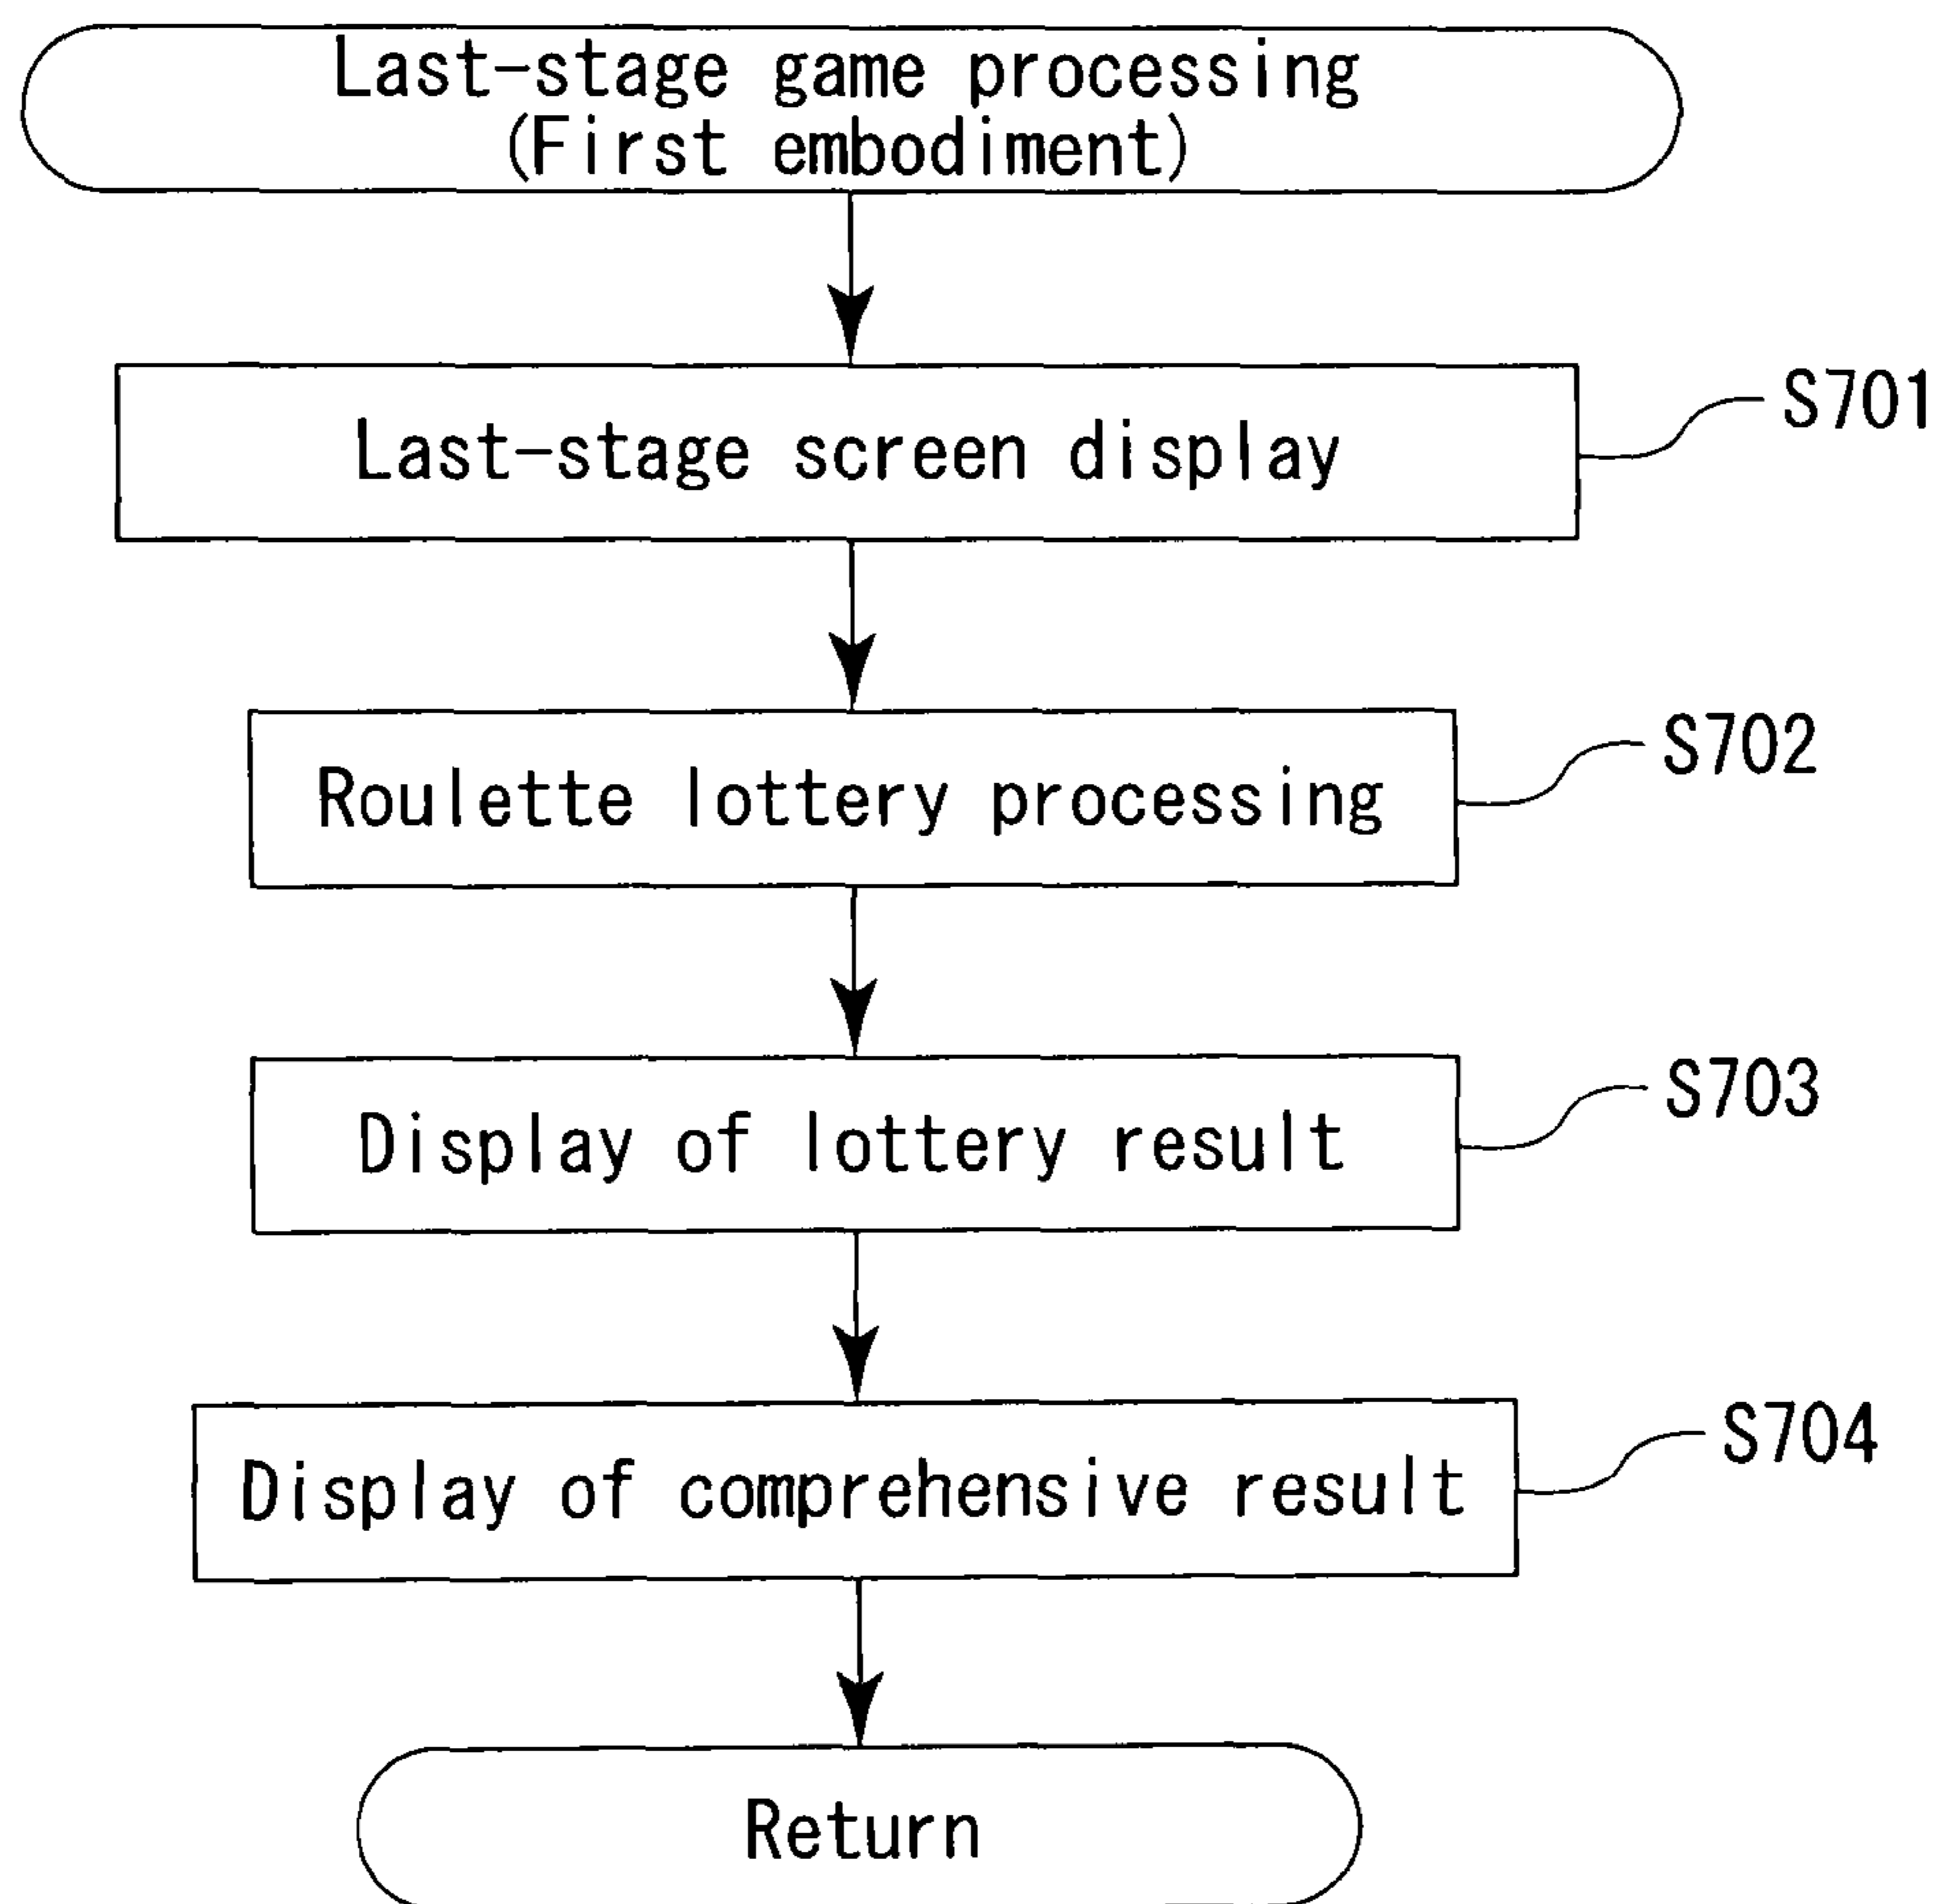 Last-stage game processing
(First embodiment)
Last-stage screen display
S701
Roulette lottery processing
S702
Display of lottery result
S703
Display of comprehensive result
S704
Return